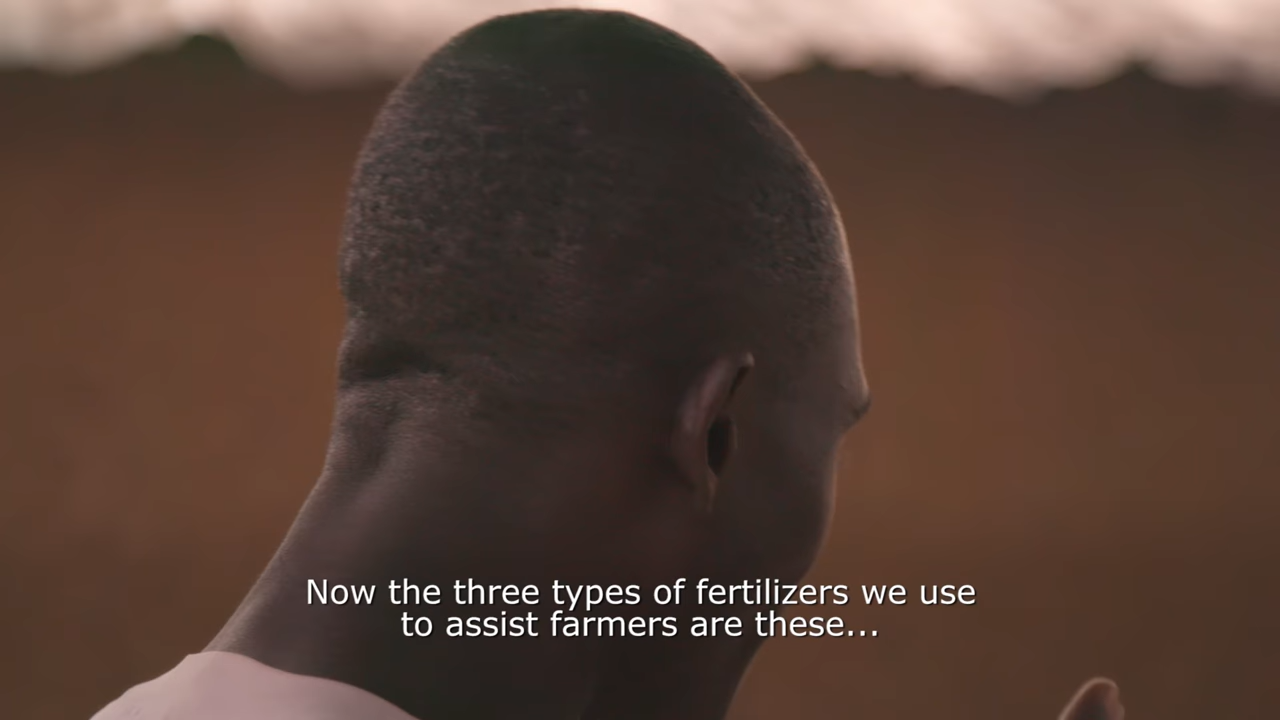 Now the three types of fertilizers we use
to assist farmers are these...